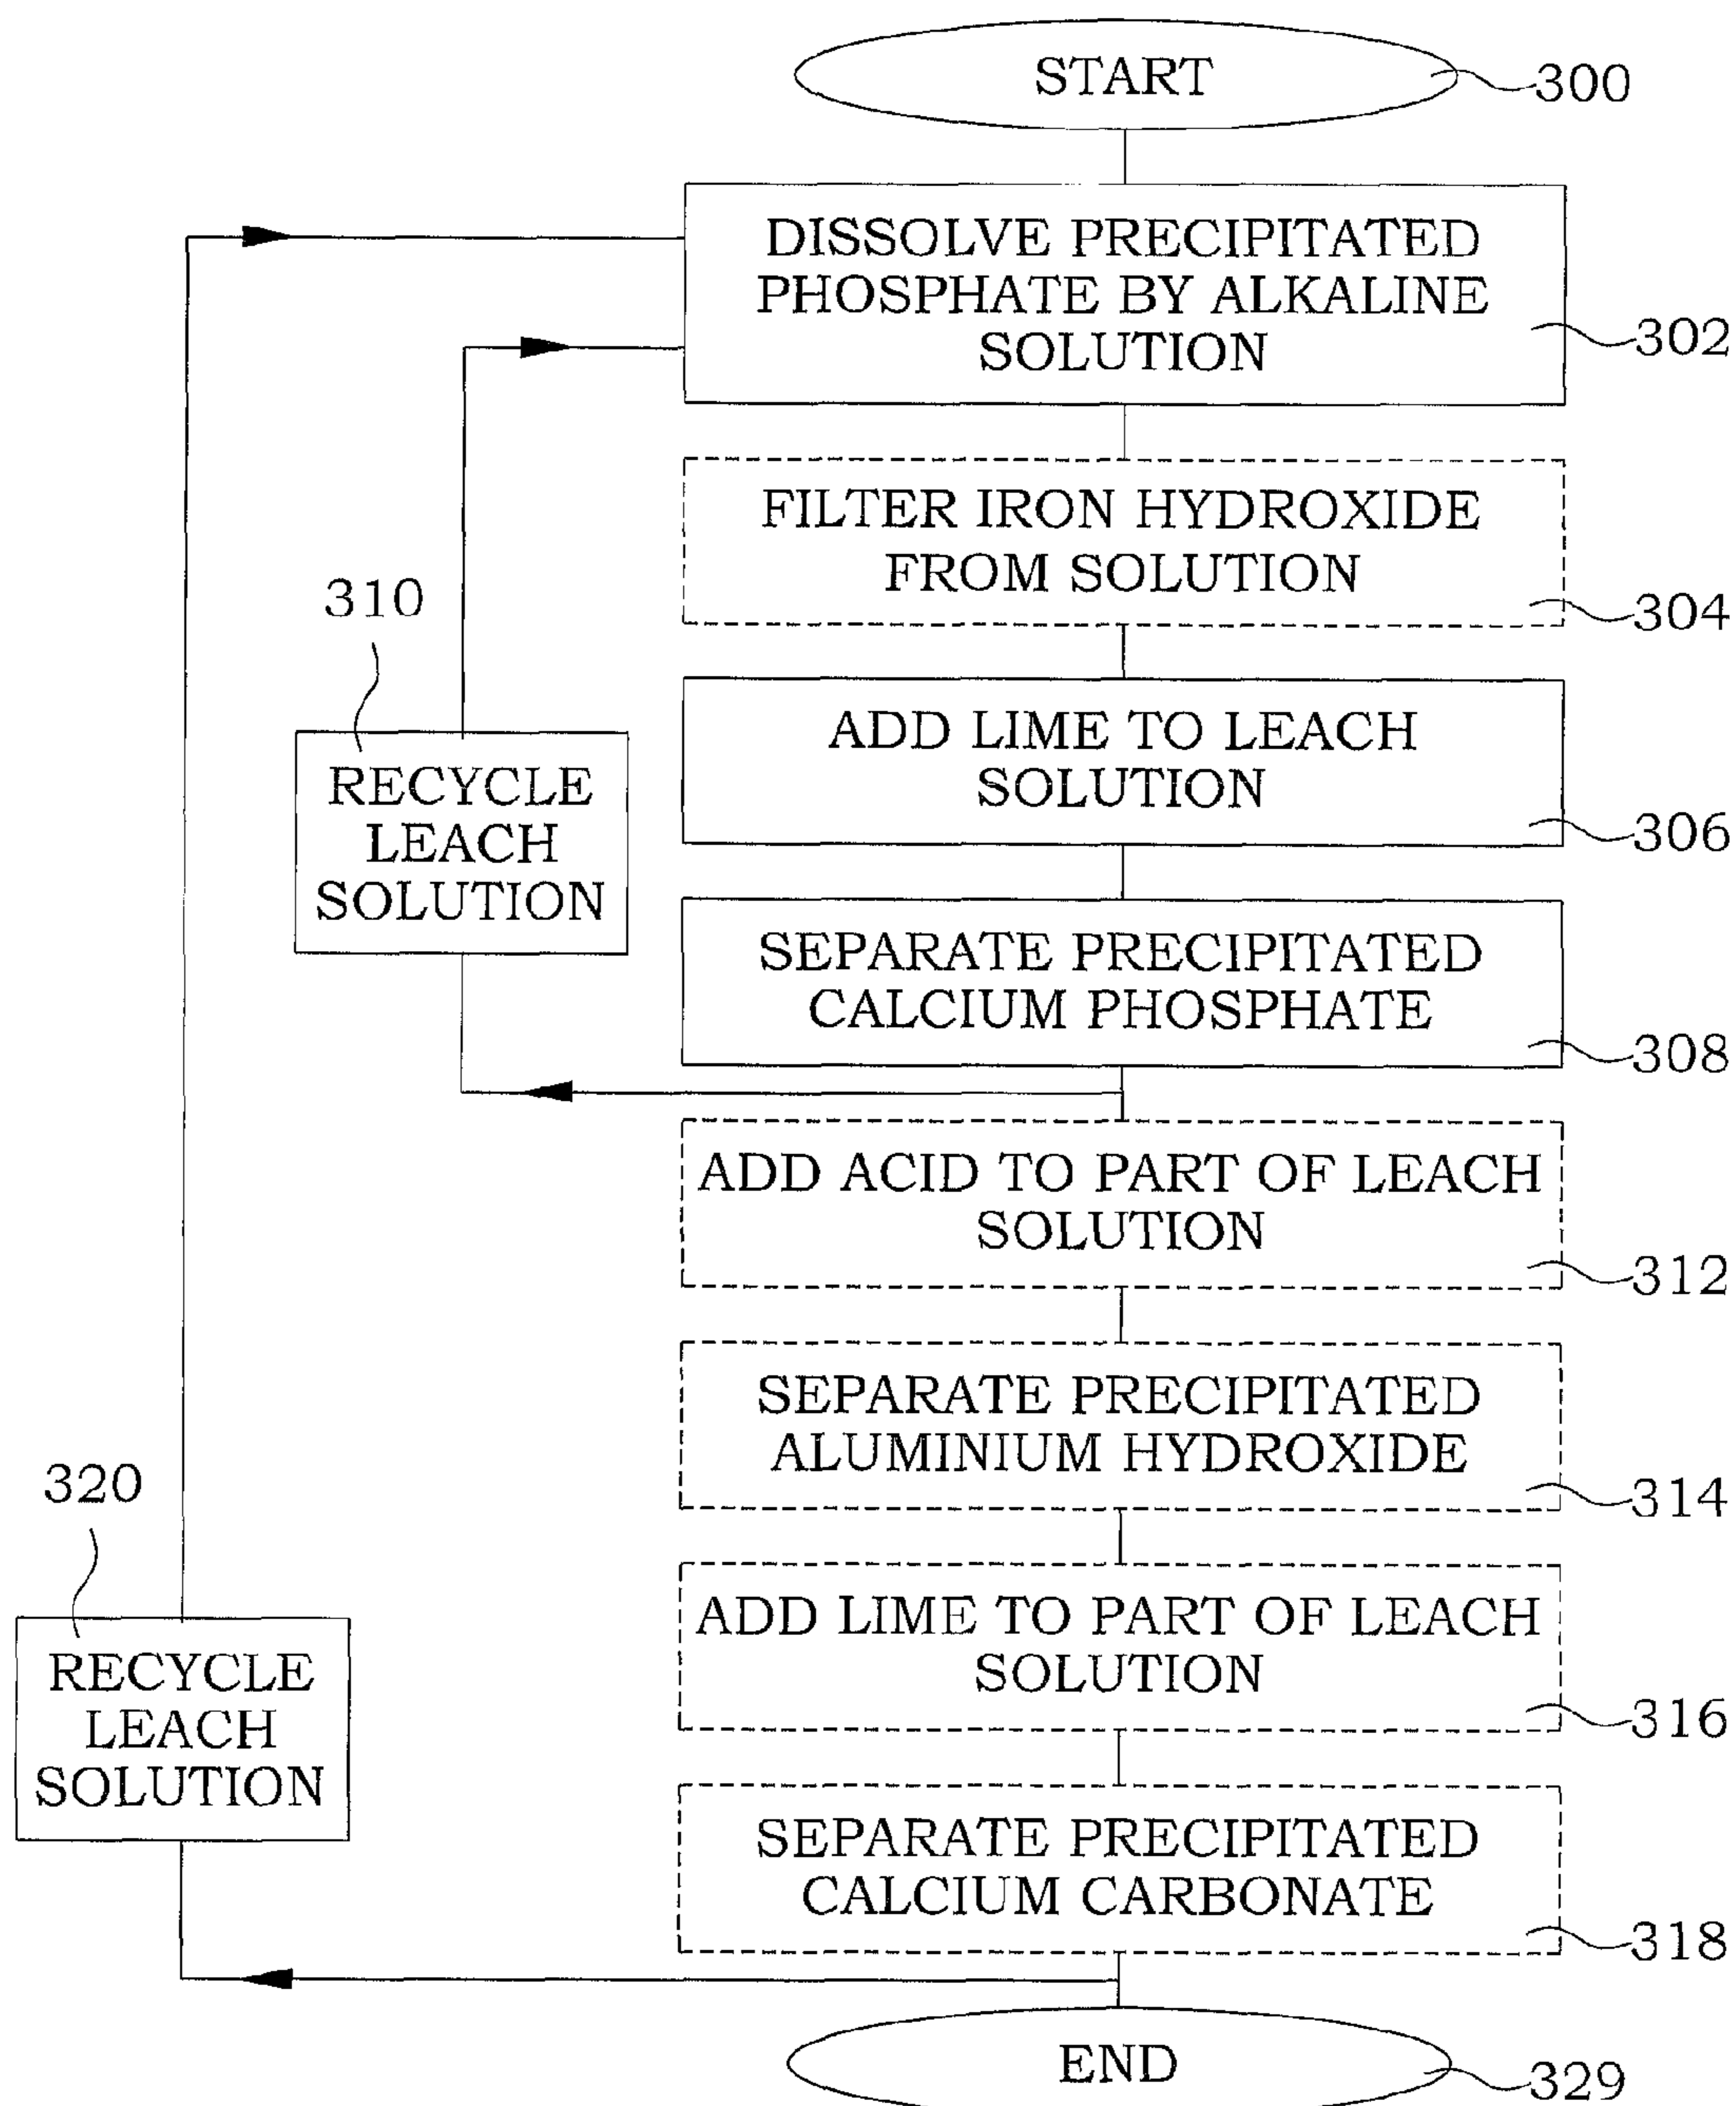 START
300
DISSOLVE PRECIPITATED
PHOSPHATE BY ALKALINE
SOLUTION
302
FILTER IRON HYDROXIDE
FROM SOLUTION
304
ADD LIME TO LEACH
SOLUTION
306
310
RECYCLE
LEACH
SOLUTION
SEPARATE PRECIPITATED
CALCIUM PHOSPHATE
308
ADD ACID TO PART OF LEACH
SOLUTION
312
SEPARATE PRECIPITATED
ALUMINIUM HYDROXIDE
314
ADD LIME TO PART OF LEACH
SOLUTION
316
320
RECYCLE
LEACH
SOLUTION
SEPARATE PRECIPITATED
CALCIUM CARBONATE
318
END
329